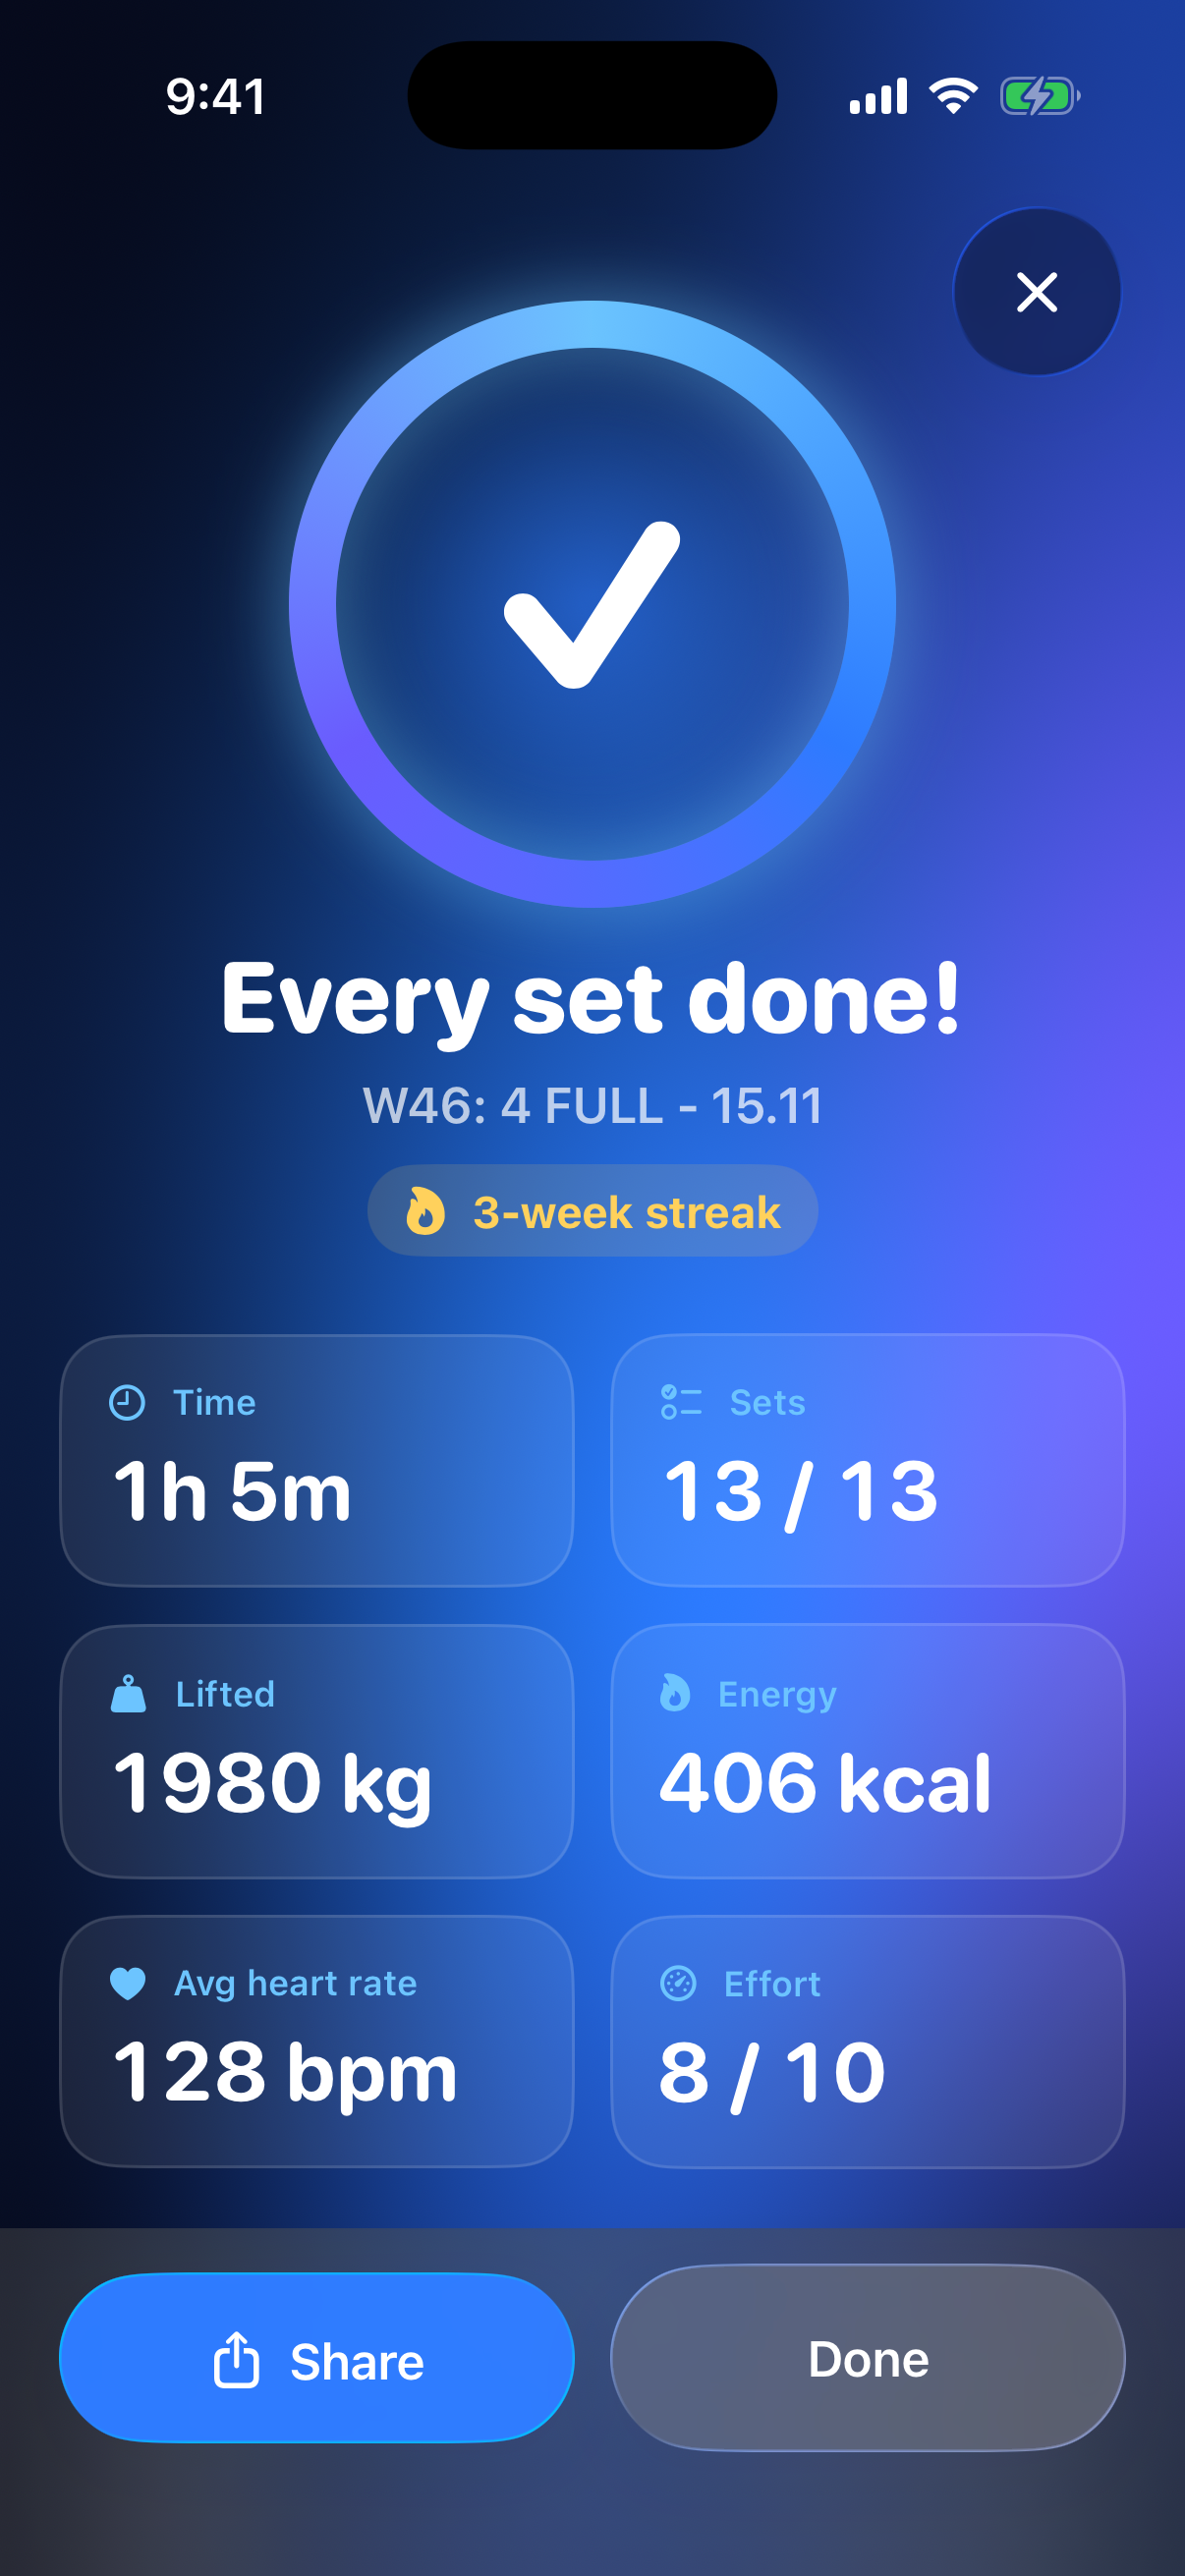 9:41
Every set done!
W46: 4 FULL - 15.11
3-week streak
Time
1h 5m
Sets
13 / 13
Lifted
1980 kg
Energy
406 kcal
Avg heart rate
128 bpm
Effort
8 / 10
Share
Done